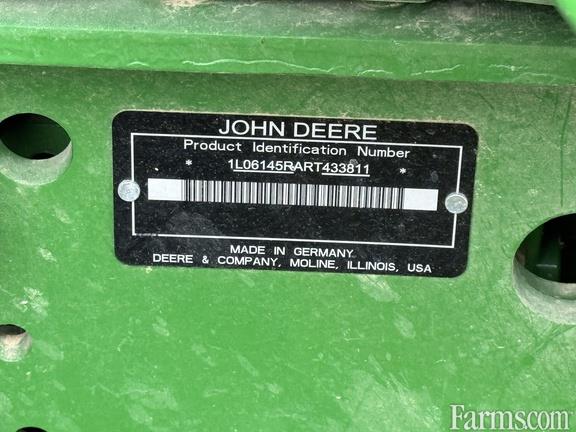 JOHN DEERE
Product Identification Number
* 1L06145RART433811 *
MADE IN GERMANY
DEERE & COMPANY, MOLINE, ILLINOIS, USA
Farms.com